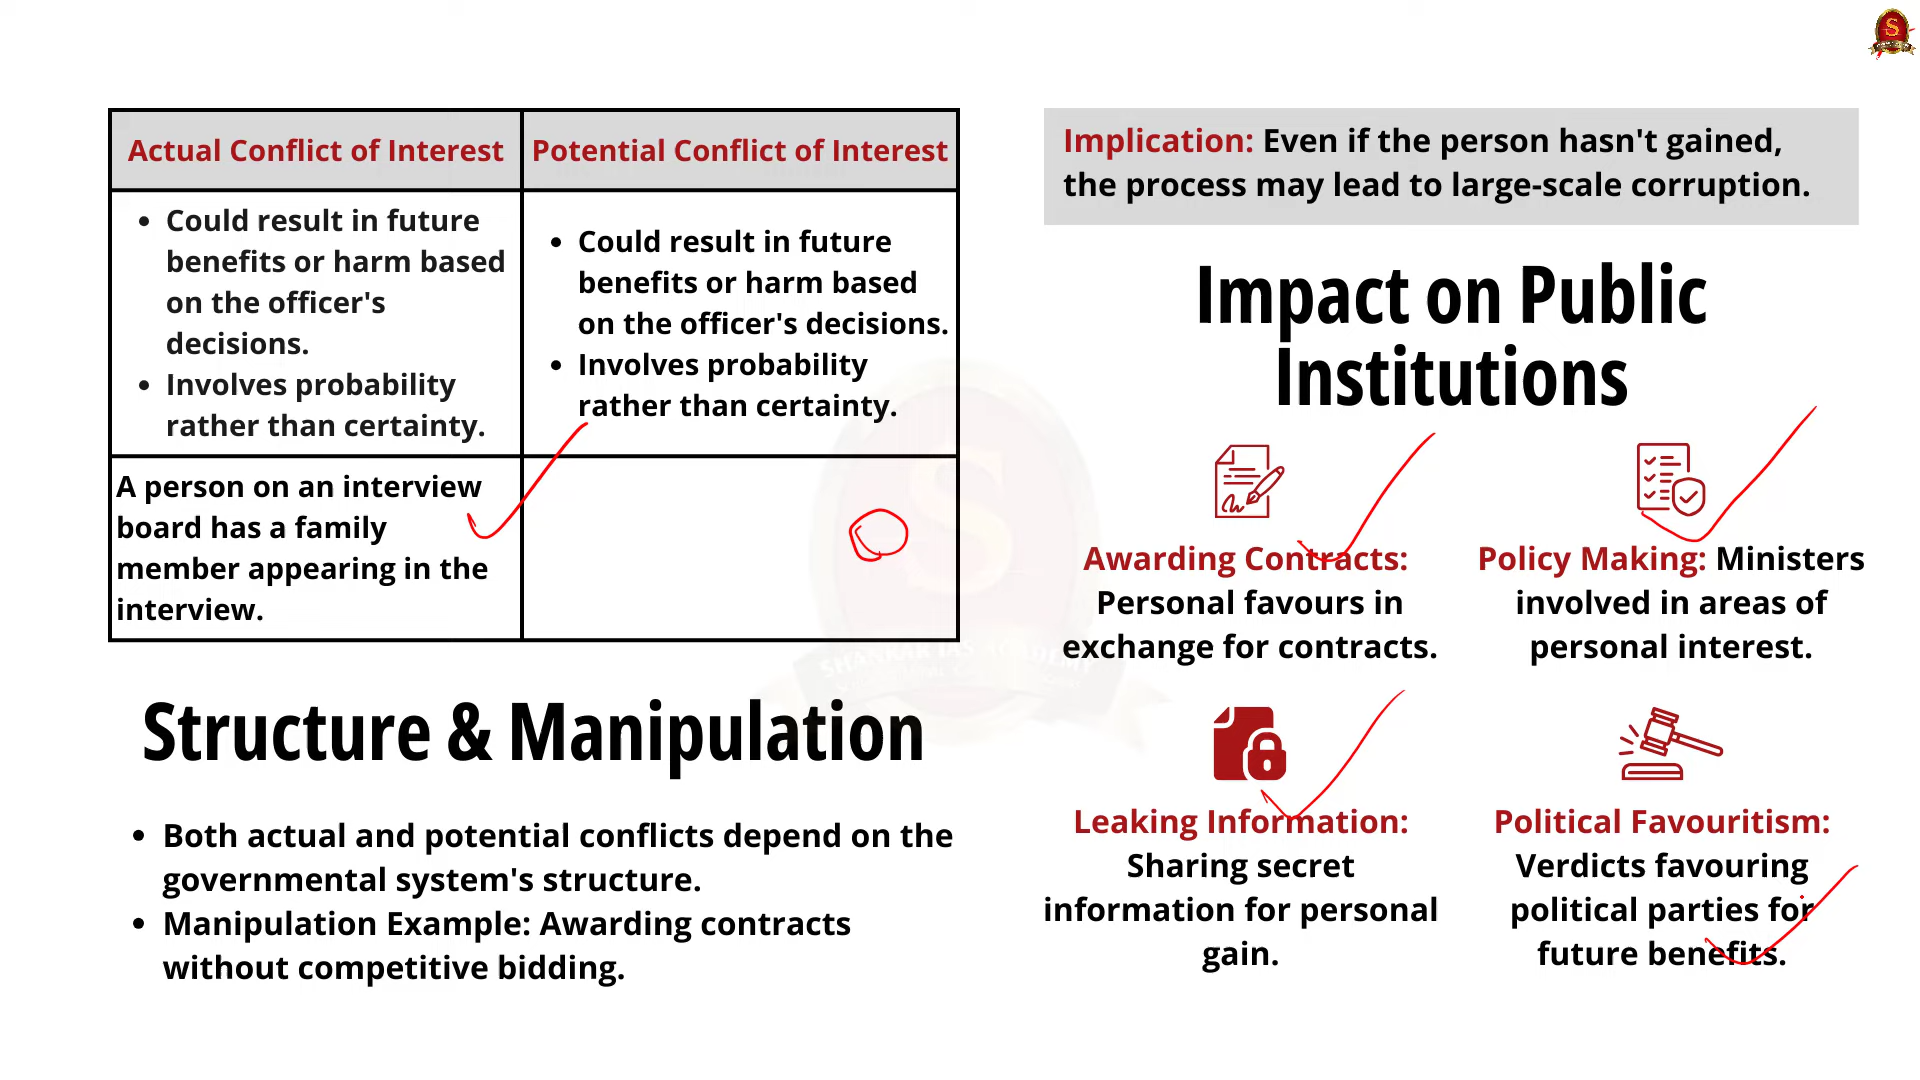 Actual Conflict of Interest
Potential Conflict of Interest
• Could result in future
benefits or harm based
on the officer's
decisions.
• Involves probability
rather than certainty.
• Could result in future
benefits or harm based
on the officer's decisions.
• Involves probability
rather than certainty.
A person on an interview
board has a family
member appearing in the
interview.
Structure & Manipulation
• Both actual and potential conflicts depend on the
governmental system's structure.
• Manipulation Example: Awarding contracts
without competitive bidding.
Implication: Even if the person hasn't gained,
the process may lead to large-scale corruption.
Impact on Public
Institutions
Awarding Contracts:
Personal favours in
exchange for contracts.
Policy Making: Ministers
involved in areas of
personal interest.
Leaking Information:
Sharing secret
information for personal
gain.
Political Favouritism:
Verdicts favouring
political parties for
future benefits.
S
SHANKAR IAS ACADEMY